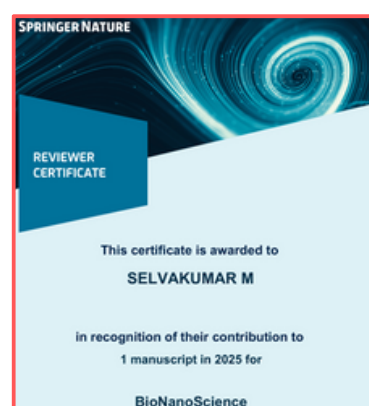 SPRINGER NATURE
REVIEWER
CERTIFICATE
This certificate is awarded to
SELVAKUMAR M
in recognition of their contribution to
1 manuscript in 2025 for
BioNanoScience